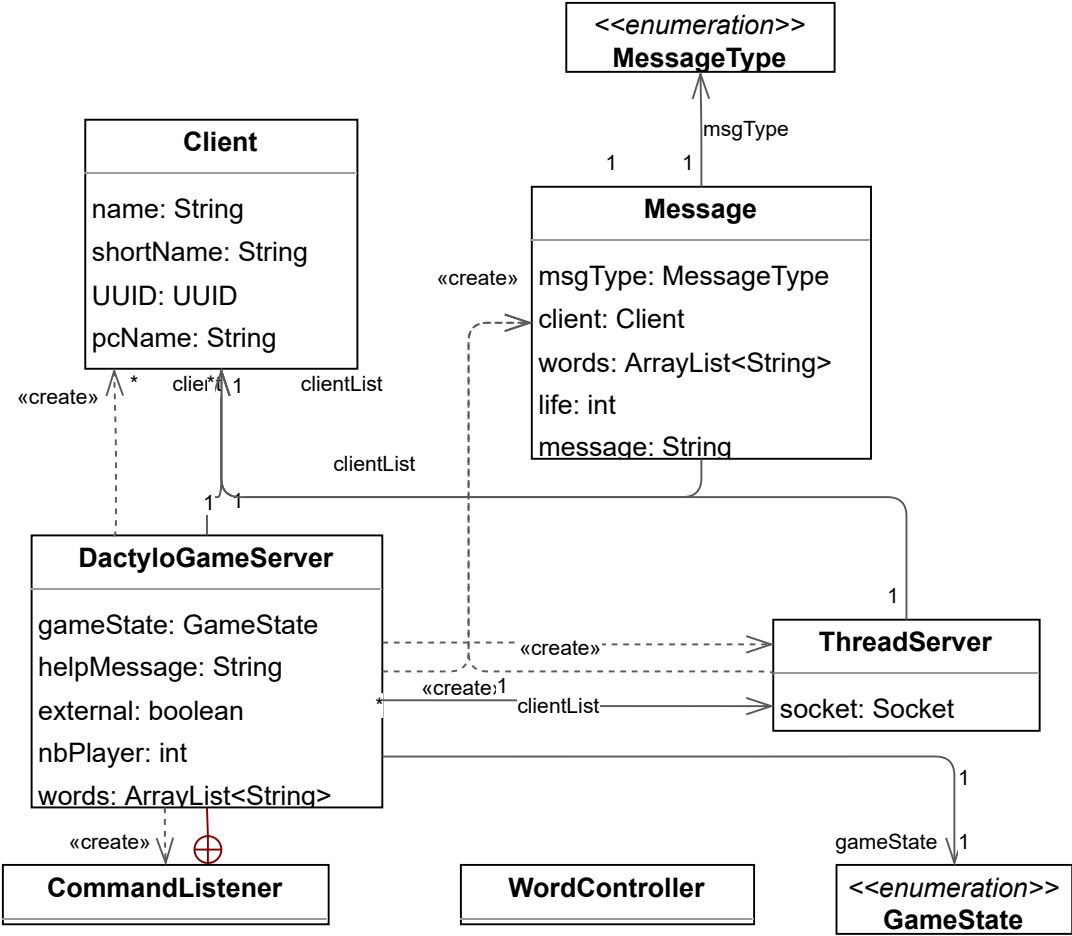 <<enumeration>>
MessageType
msgType
1
1
Client
name: String
shortName: String
UUID: UUID
pcName: String
Message
msgType: MessageType
client: Client
words: ArrayList<String>
life: int
message: String
«create»
«create»
*
*
1
clientList
clientList
1
1
DactyloGameServer
gameState: GameState
helpMessage: String
external: boolean
nbPlayer: int
words: ArrayList<String>
1
ThreadServer
socket: Socket
«create»
«create»
1
*
clientList
1
gameState
1
«create»
CommandListener
WordController
<<enumeration>>
GameState